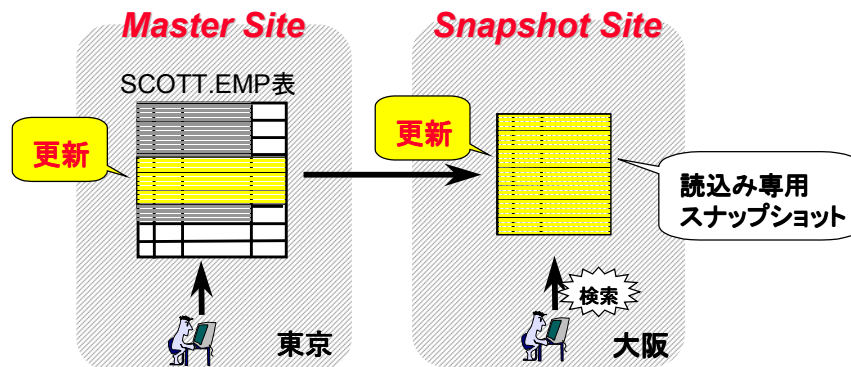 Master Site
Snapshot Site
SCOTT.EMP表
更新
更新
読込み専用
スナップショット
検索
東京
大阪